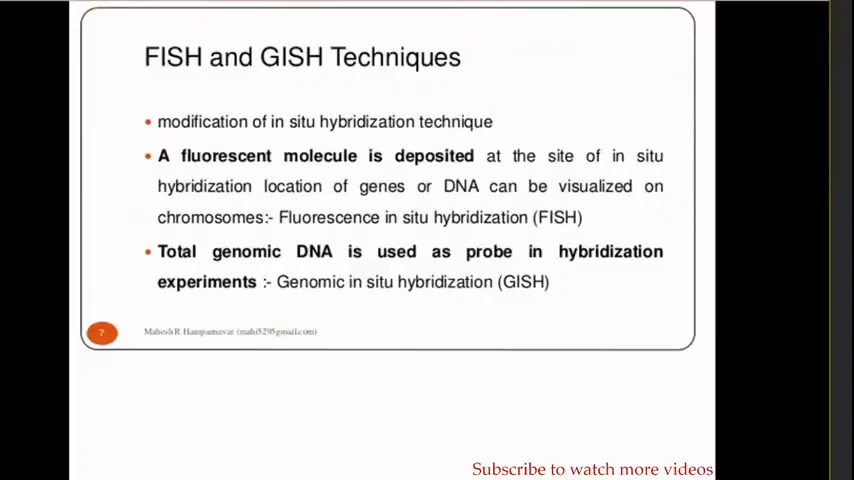 FISH and GISH Techniques
• modification of in situ hybridization technique
• A fluorescent molecule is deposited at the site of in situ
hybridization location of genes or DNA can be visualized on
chromosomes:- Fluorescence in situ hybridization (FISH)
• Total genomic DNA is used as probe in hybridization
experiments :- Genomic in situ hybridization (GISH)
7
Mahesh R Hampannavar (mahi5295gmail.com)
Subscribe to watch more videos